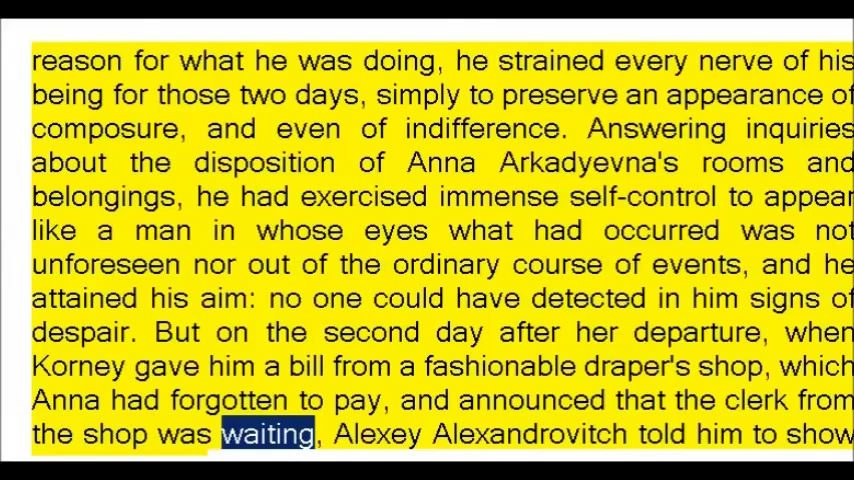 reason for what he was doing, he strained every nerve of his
being for those two days, simply to preserve an appearance of
composure, and even of indifference. Answering inquiries
about the disposition of Anna Arkadyevna's rooms and
belongings, he had exercised immense self-control to appear
like a man in whose eyes what had occurred was not
unforeseen nor out of the ordinary course of events, and he
attained his aim: no one could have detected in him signs of
despair. But on the second day after her departure, when
Korney gave him a bill from a fashionable draper's shop, which
Anna had forgotten to pay, and announced that the clerk from
the shop was waiting, Alexey Alexandrovitch told him to show